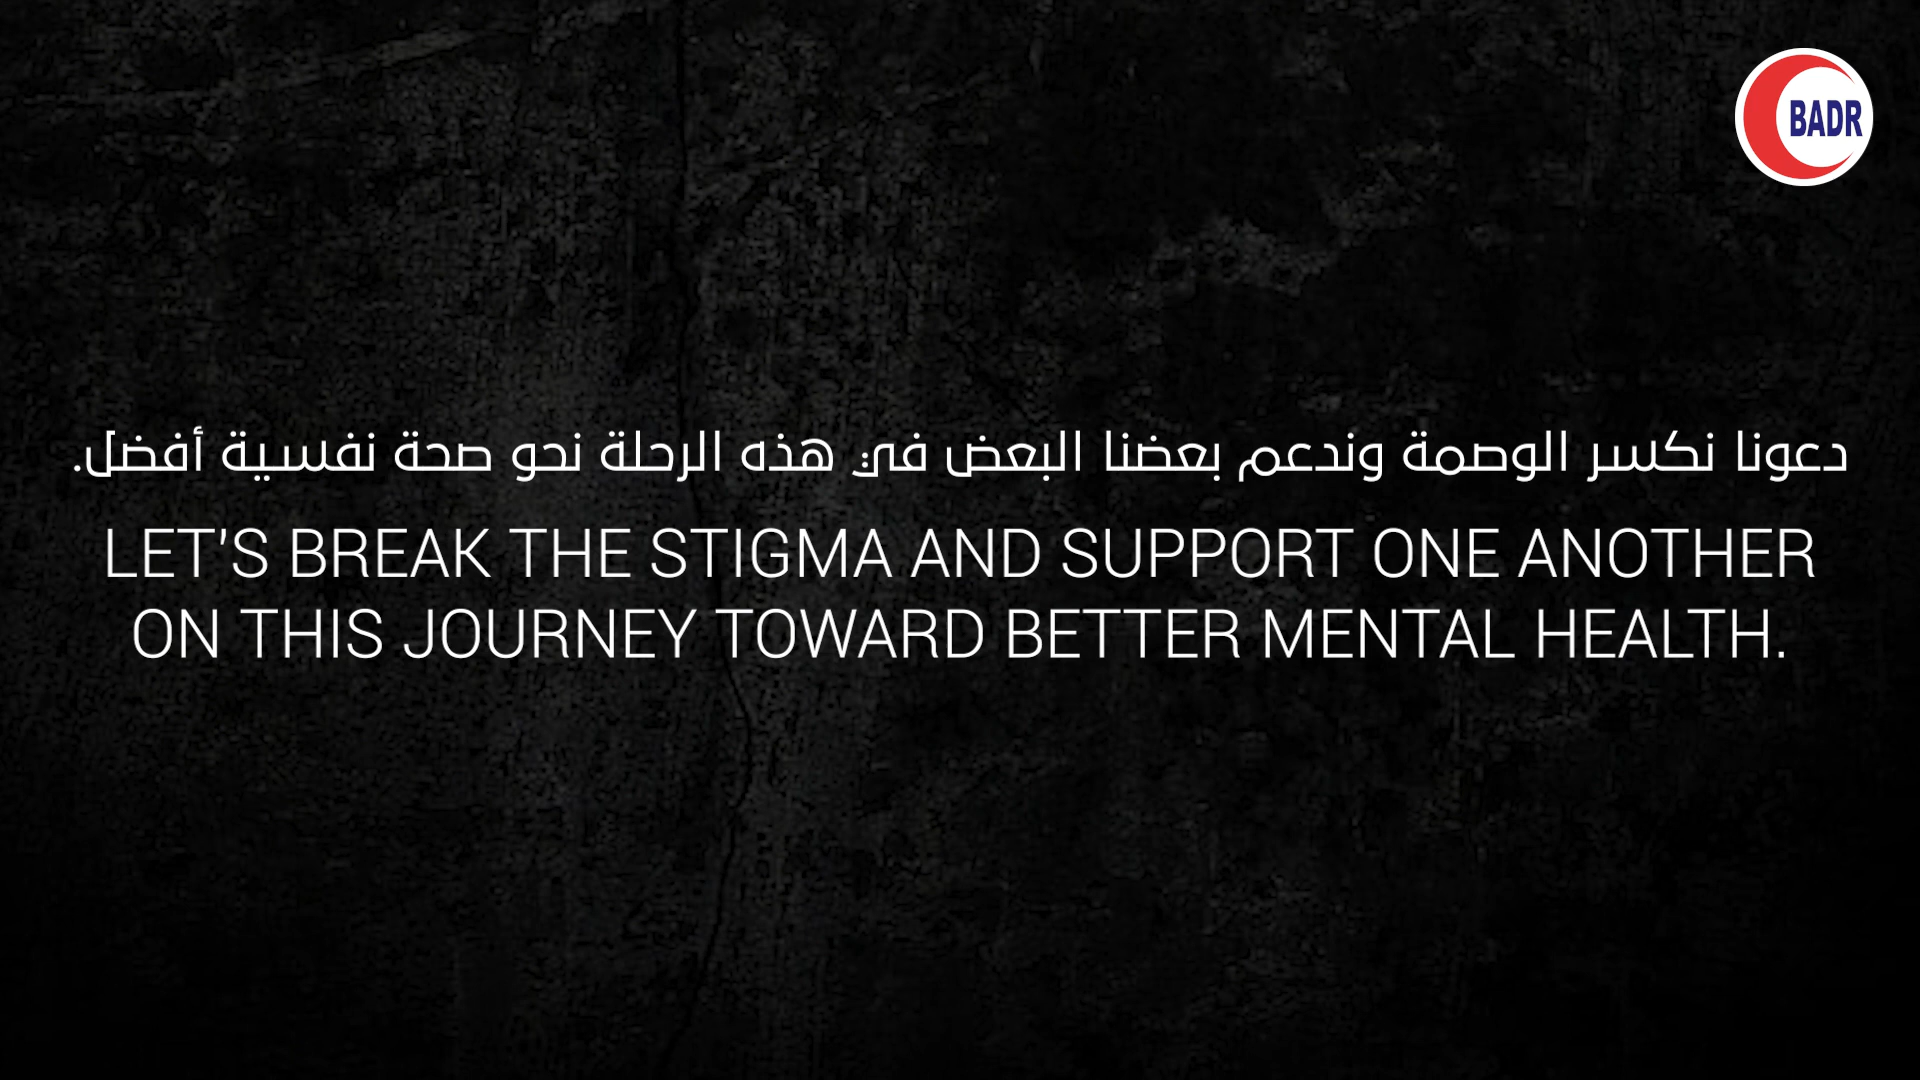 BADR
دعونا نكسر الوصمة وندعم بعضنا البعض في هذه الرحلة نحو صحة نفسية أفضل.
LET'S BREAK THE STIGMA AND SUPPORT ONE ANOTHER
ON THIS JOURNEY TOWARD BETTER MENTAL HEALTH.